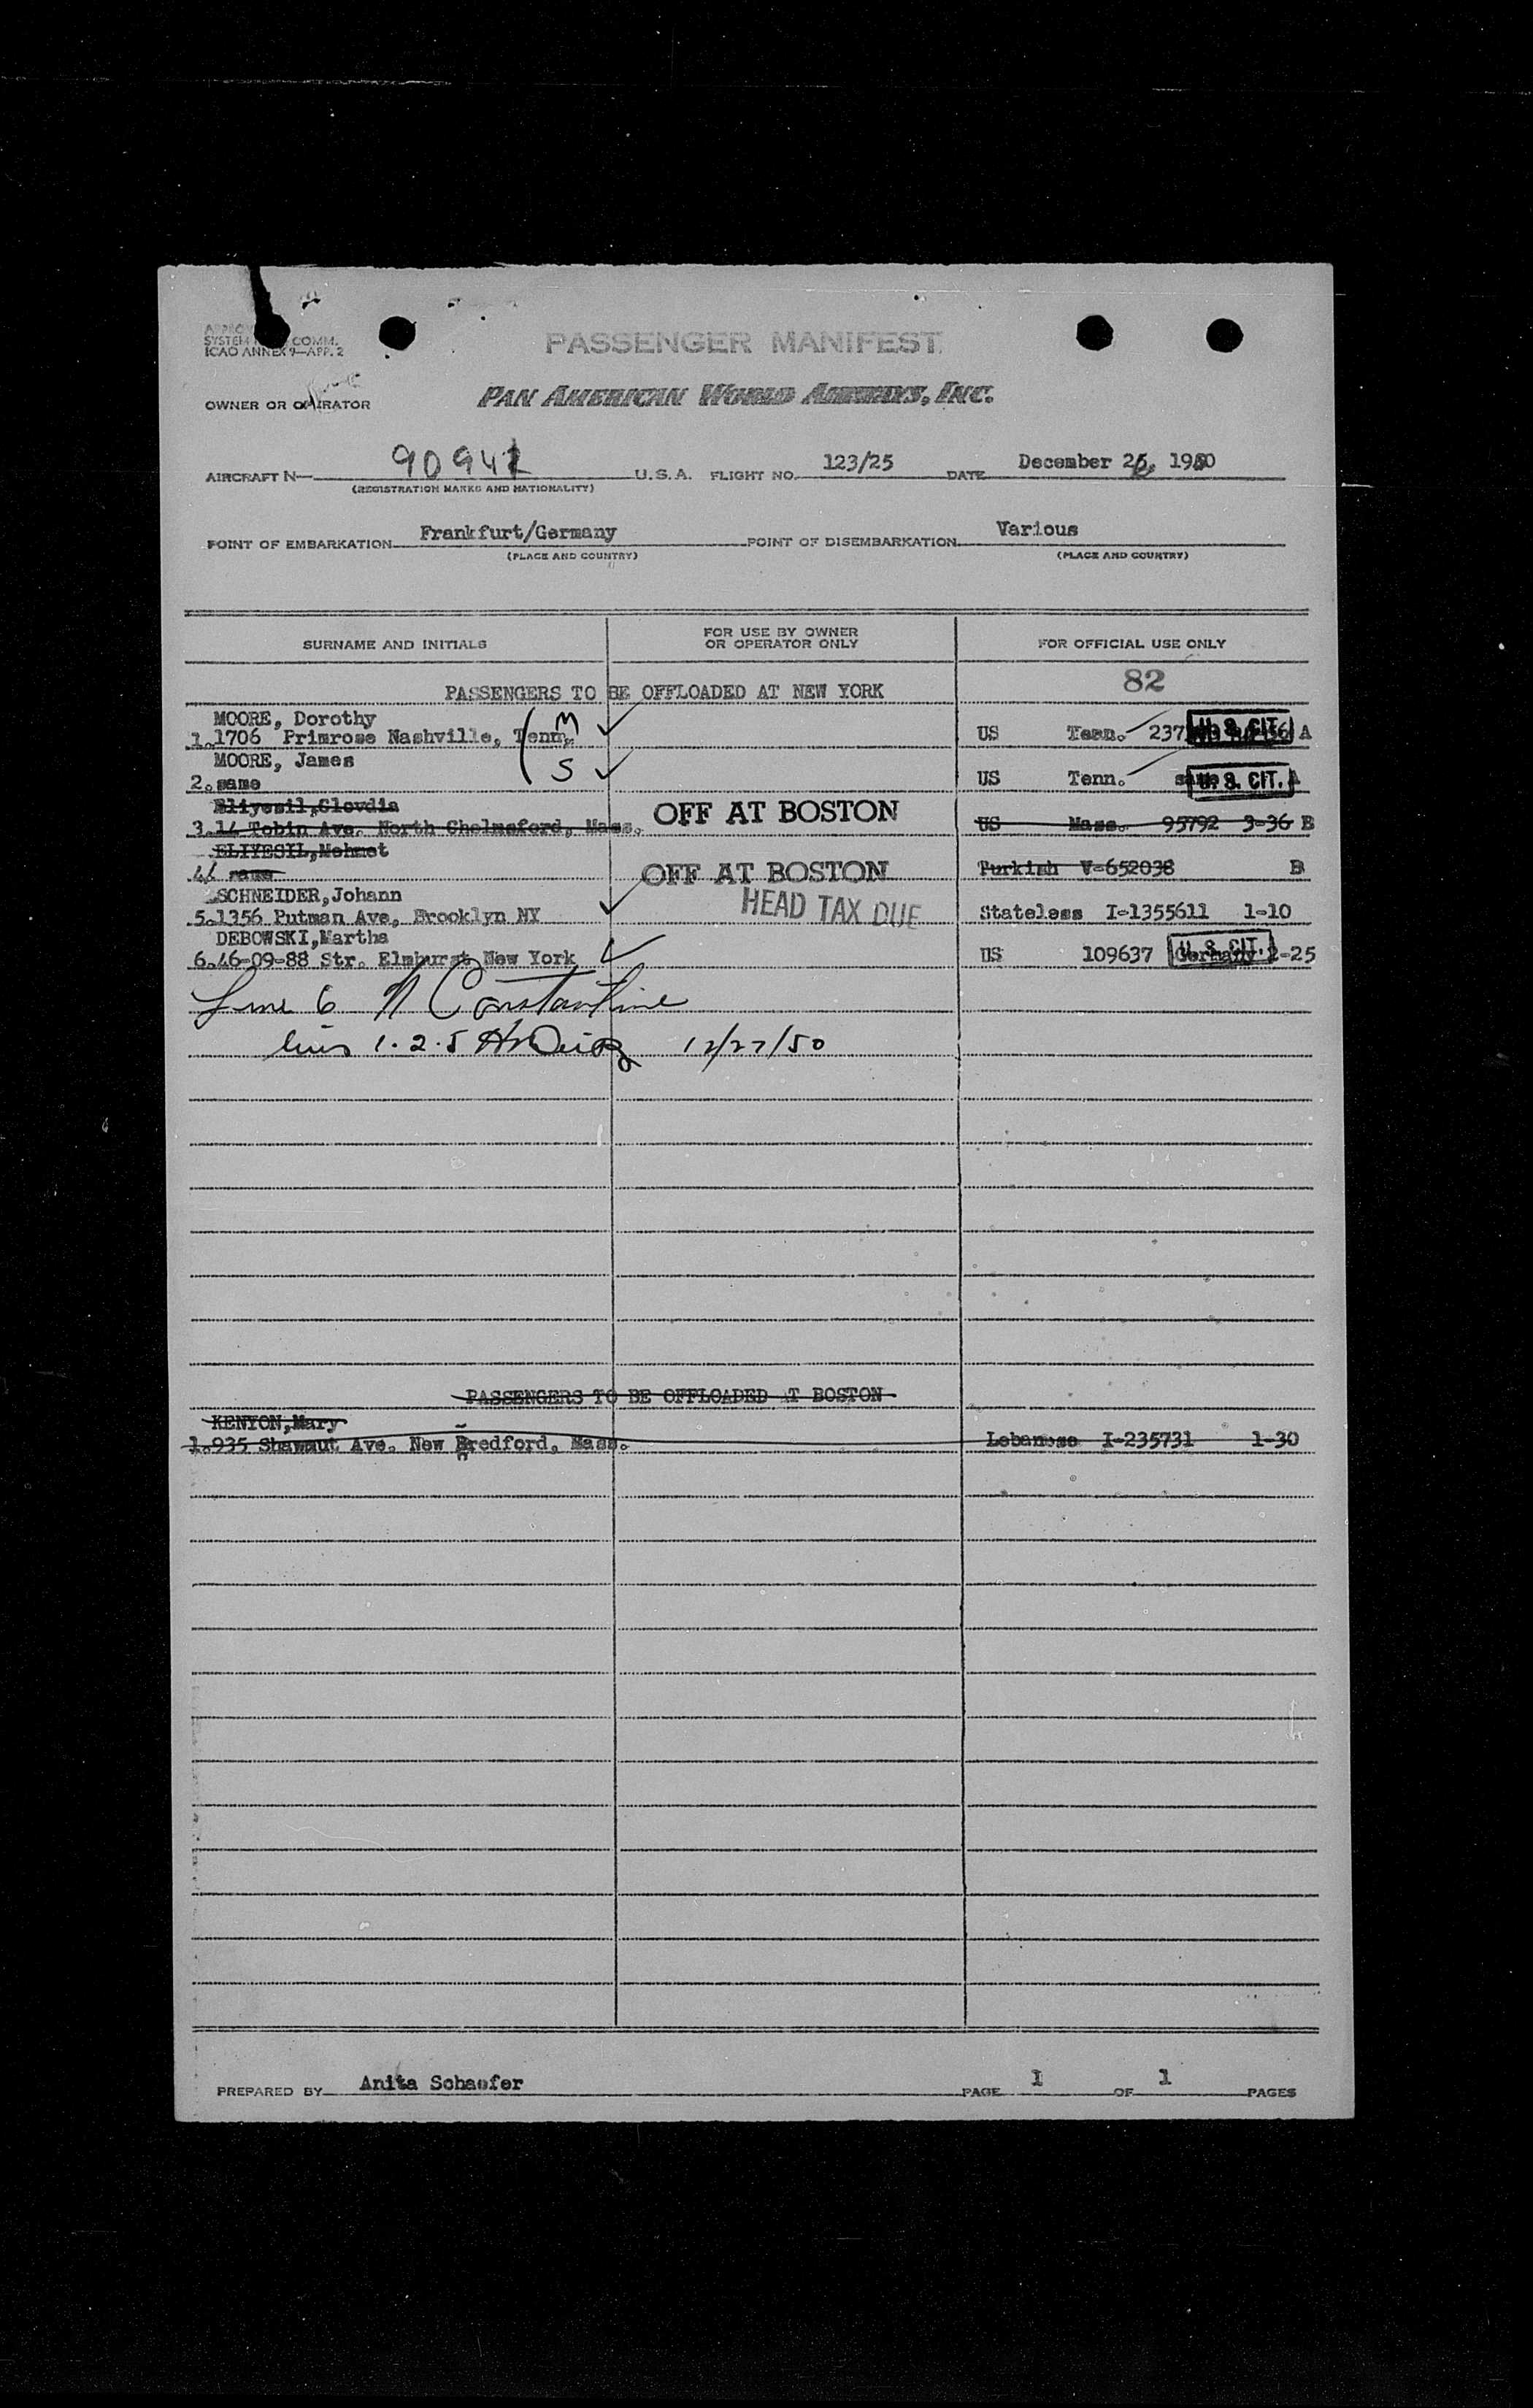 SYSTEM COMM.
ICAO ANNEX 9—APP. 2
PASSENGER MANIFEST
OWNER OR OPERATOR
PAN AMERICAN WORLD AIRWAYS, INC.
AIRCRAFT N— 90941 U.S.A. FLIGHT NO. 123/25 DATE December 26, 1950
(REGISTRATION MARKS AND NATIONALITY)
POINT OF EMBARKATION Frankfurt/Germany POINT OF DISEMBARKATION Various
(PLACE AND COUNTRY) (PLACE AND COUNTRY)
SURNAME AND INITIALS FOR USE BY OWNER OR OPERATOR ONLY FOR OFFICIAL USE ONLY
PASSENGERS TO BE OFFLOADED AT NEW YORK 82
MOORE, Dorothy M
1.1706 Primrose Nashville, Tenn. US Tenn. 237 U. S. CIT. A
MOORE, James S
2. same US Tenn. same U. S. CIT.
Eliyesil, Clovdia OFF AT BOSTON
3.14 Tobin Ave. North Chelmsford, Mass. US Mass. 95792 3-36 B
ELIYESIL, Mehmet OFF AT BOSTON
4. same Turkish V-652038 B
SCHNEIDER, Johann HEAD TAX DUE
5.1356 Putman Ave, Brooklyn NY Stateless I-1355611 1-10
DEBOWSKI, Martha
6.46-09-88 Str. Elmhurst New York US 109637 Germany U. S. CIT. 2-25
Line 6 N Constantine
lines 1.2.5 12/27/50
PASSENGERS TO BE OFFLOADED AT BOSTON
KENYON, Mary
1.935 Shawmut Ave. New Bredford, Mass. Lebanese I-235731 1-30
PREPARED BY Anita Schaefer PAGE 1 OF 1 PAGES